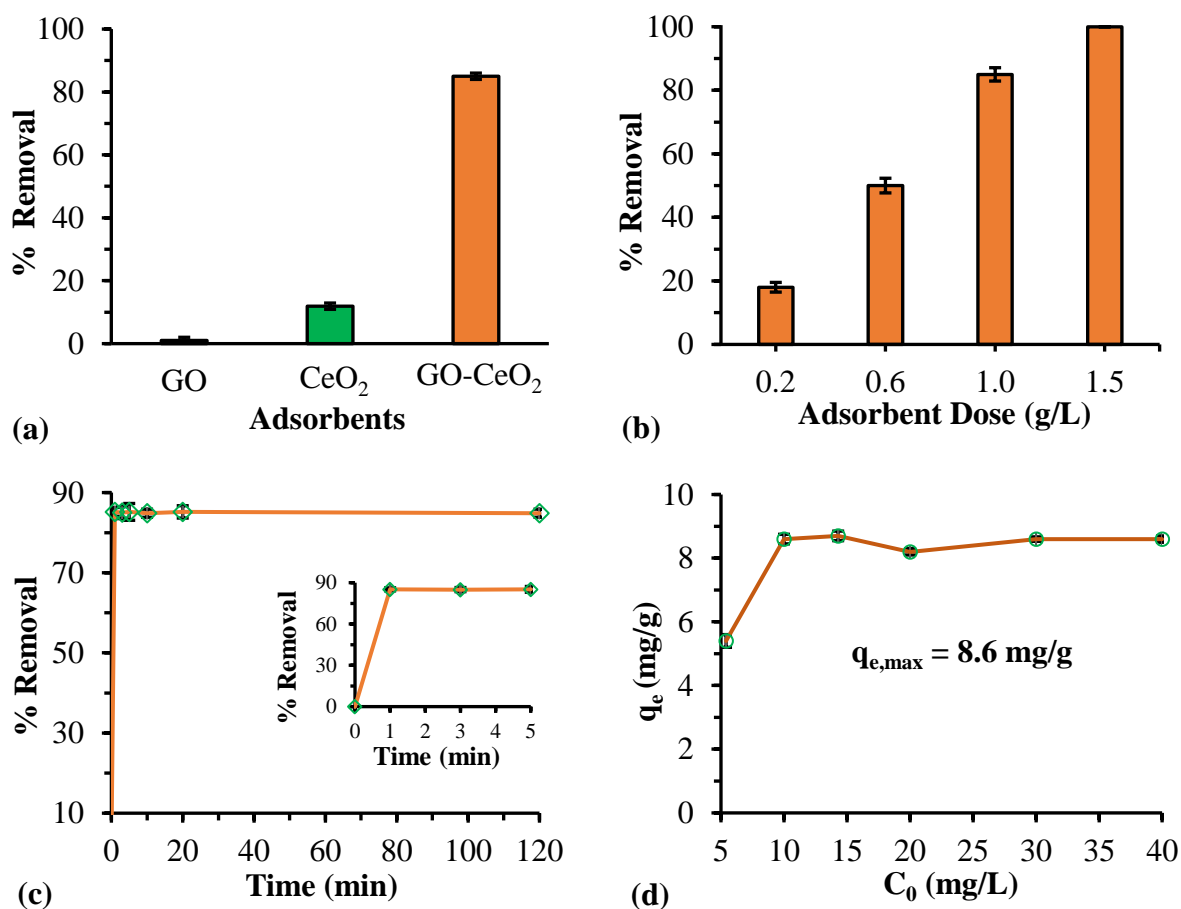 100
80
60
40
20
0
% Removal
GO
CeO₂
GO-CeO₂
Adsorbents
(a)
100
80
60
40
20
0
% Removal
0.2
0.6
1.0
1.5
Adsorbent Dose (g/L)
(b)
90
70
50
30
10
% Removal
0
20
40
60
80
100
120
Time (min)
(c)
90
60
30
0
% Removal
0
1
2
3
4
5
Time (min)
10
8
6
4
2
0
qₑ (mg/g)
qₑ,ₘₐₓ = 8.6 mg/g
5
10
15
20
25
30
35
40
C₀ (mg/L)
(d)